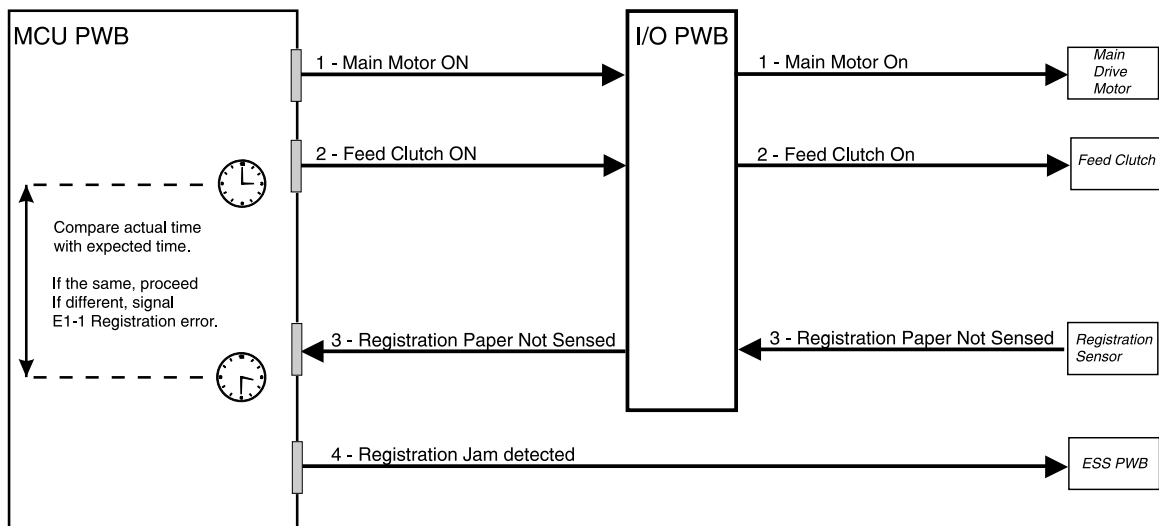 MCU PWB
I/O PWB
1 - Main Motor ON
1 - Main Motor On
Main
Drive
Motor
2 - Feed Clutch ON
2 - Feed Clutch On
Feed Clutch
Compare actual time
with expected time.
If the same, proceed
If different, signal
E1-1 Registration error.
3 - Registration Paper Not Sensed
3 - Registration Paper Not Sensed
Registration
Sensor
4 - Registration Jam detected
ESS PWB